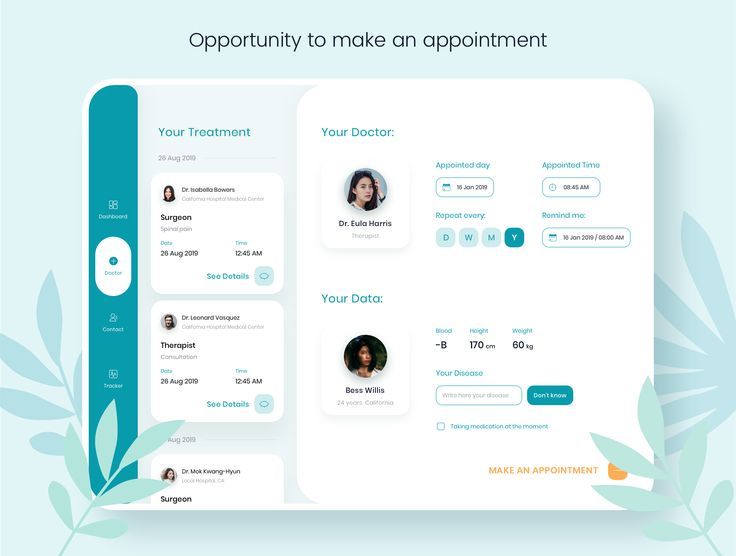 Opportunity to make an appointment
Dashboard
Doctor
Contact
Tracker
Your Treatment
26 Aug 2019
Dr. Isabella Bowers
California Hospital Medical Center
Surgeon
Spinal pain
Date Time
26 Aug 2019 12:45 AM
See Details
Dr. Leonard Vasquez
California Hospital Medical Center
Therapist
Consultation
Date Time
26 Aug 2019 12:45 AM
See Details
Aug 2019
Dr. Mok Kwang-Hyun
Local Hospital, CA
Surgeon
Your Doctor:
Dr. Eula Harris
Therapist
Appointed day Appointed Time
16 Jan 2019 08:45 AM
Repeat every: Remind me:
D W M Y 16 Jan 2019 / 08:00 AM
Your Data:
Bess Willis
24 years. California
Blood Height Weight
-B 170 cm 60 kg
Your Disease
Write here your disease Don't know
Taking medication at the moment
MAKE AN APPOINTMENT